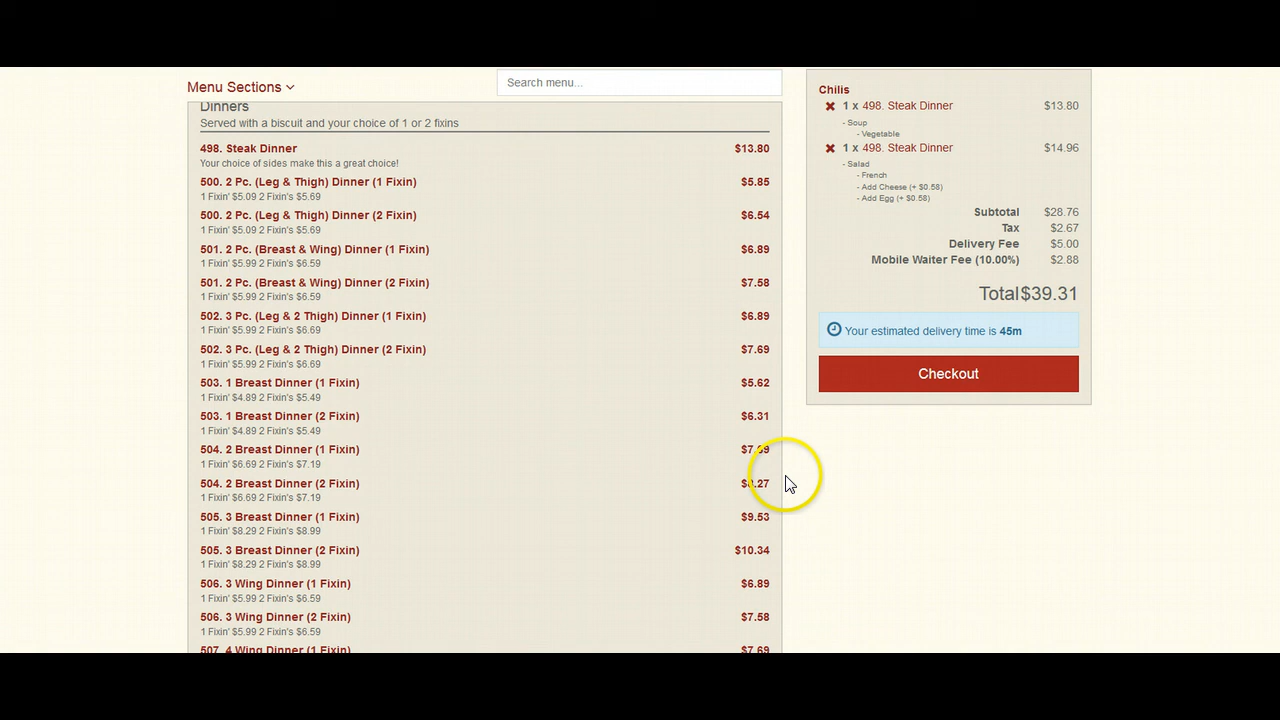 Menu Sections
Search menu...
Dinners
Served with a biscuit and your choice of 1 or 2 fixins
498. Steak Dinner $13.80
Your choice of sides make this a great choice!
500. 2 Pc. (Leg & Thigh) Dinner (1 Fixin) $5.85
1 Fixin' $5.09 2 Fixin's $5.69
500. 2 Pc. (Leg & Thigh) Dinner (2 Fixin) $6.54
1 Fixin' $5.09 2 Fixin's $5.69
501. 2 Pc. (Breast & Wing) Dinner (1 Fixin) $6.89
1 Fixin' $5.99 2 Fixin's $6.59
501. 2 Pc. (Breast & Wing) Dinner (2 Fixin) $7.58
1 Fixin' $5.99 2 Fixin's $6.59
502. 3 Pc. (Leg & 2 Thigh) Dinner (1 Fixin) $6.89
1 Fixin' $5.99 2 Fixin's $6.69
502. 3 Pc. (Leg & 2 Thigh) Dinner (2 Fixin) $7.69
1 Fixin' $5.99 2 Fixin's $6.69
503. 1 Breast Dinner (1 Fixin) $5.62
1 Fixin' $4.89 2 Fixin's $5.49
503. 1 Breast Dinner (2 Fixin) $6.31
1 Fixin' $4.89 2 Fixin's $5.49
504. 2 Breast Dinner (1 Fixin)
1 Fixin' $6.69 2 Fixin's $7.19
504. 2 Breast Dinner (2 Fixin) $8.27
1 Fixin' $6.69 2 Fixin's $7.19
505. 3 Breast Dinner (1 Fixin) $9.53
1 Fixin' $8.29 2 Fixin's $8.99
505. 3 Breast Dinner (2 Fixin) $10.34
1 Fixin' $8.29 2 Fixin's $8.99
506. 3 Wing Dinner (1 Fixin) $6.89
1 Fixin' $5.99 2 Fixin's $6.59
506. 3 Wing Dinner (2 Fixin) $7.58
1 Fixin' $5.99 2 Fixin's $6.59
507. 4 Wing Dinner (1 Fixin) $7.69
Chilis
1 x 498. Steak Dinner $13.80
- Soup
- Vegetable
1 x 498. Steak Dinner $14.96
- Salad
- French
- Add Cheese (+ $0.58)
- Add Egg (+ $0.58)
Subtotal $28.76
Tax $2.67
Delivery Fee $5.00
Mobile Waiter Fee (10.00%) $2.88
Total $39.31
Your estimated delivery time is 45m
Checkout